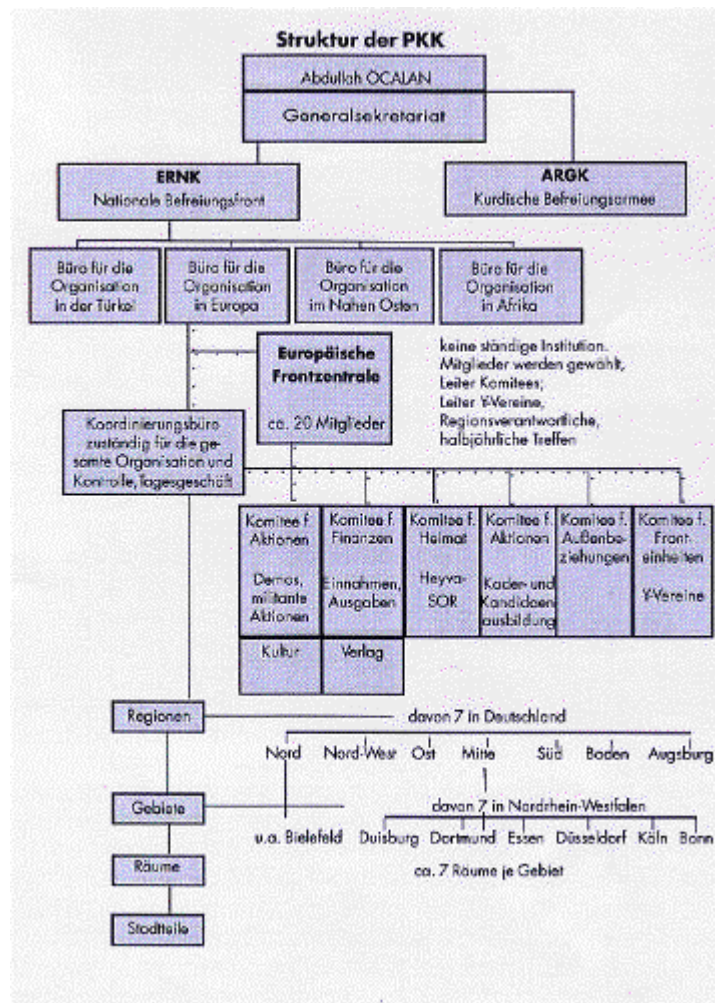 Struktur der PKK
Abdullah ÖCALAN
Generalsekretariat
ERNK
Nationale Befreiungsfront
ARGK
Kurdische Befreiungsarmee
Büro für die
Organisation
in der Türkei
Büro für die
Organisation
in Europa
Büro für die
Organisation
im Nahen Osten
Büro für die
Organisation
in Afrika
Europäische
Frontzentrale
ca. 20 Mitglieder
keine ständige Institution.
Mitglieder werden gewählt,
Leiter Komitees;
Leiter Y-Vereine,
Regionsverantwortliche,
halbjährliche Treffen
Koordinierungsbüro
zuständig für die ge-
samte Organisation und
Kontrolle, Tagesgeschäft
Komitee f.
Aktionen
Demos,
militante
Aktionen
Kultur
Komitee f.
Finanzen
Einnahmen,
Ausgaben
Verlag
Komitee f.
Heimat
Heyva-
SOR
Komitee f.
Aktionen
Kader- und
Kandidaen
ausbildung
Komitee f.
Außenbe-
ziehungen
Komitee f.
Front-
einheiten
Y-Vereine
Regionen
davon 7 in Deutschland
Nord Nord-West Ost Mitte Süd Baden Augsburg
Gebiete
davon 7 in Nordrhein-Westfalen
u.a. Bielefeld Duisburg Dortmund Essen Düsseldorf Köln Bonn
Räume
ca. 7 Räume je Gebiet
Stadtteile